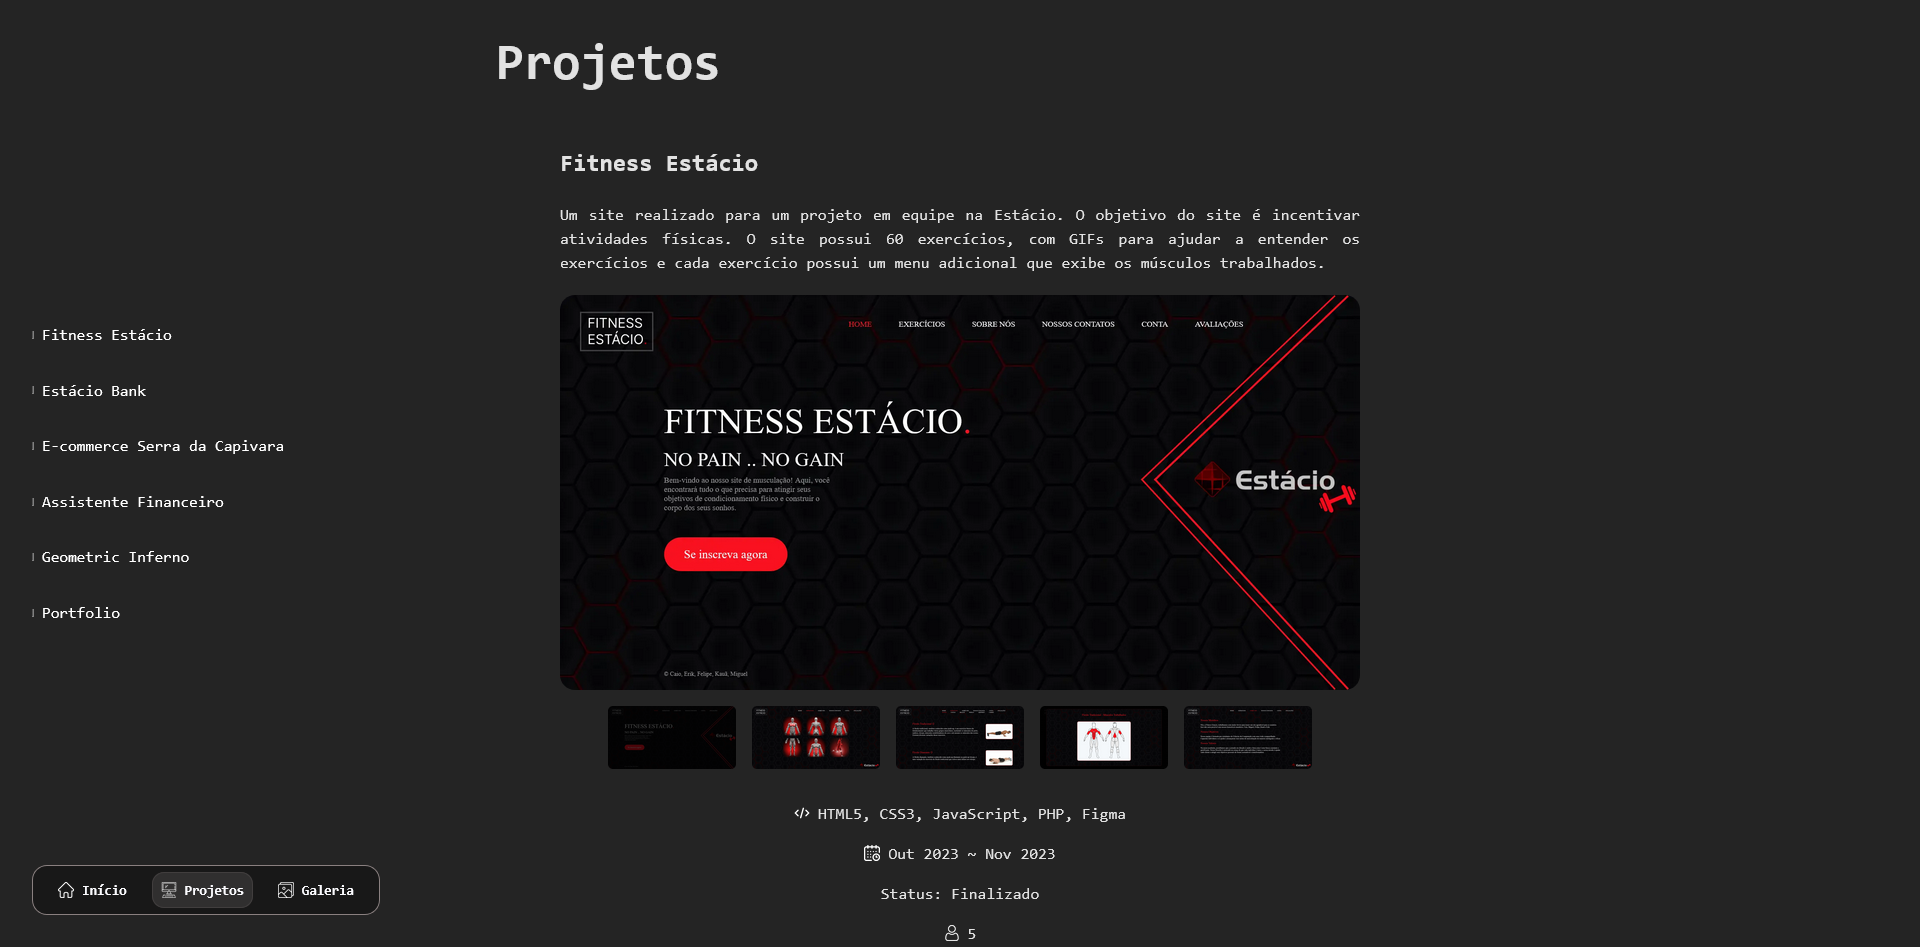 Projetos
Fitness Estácio
Um site realizado para um projeto em equipe na Estácio. O objetivo do site é incentivar
atividades físicas. O site possui 60 exercícios, com GIFs para ajudar a entender os
exercícios e cada exercício possui um menu adicional que exibe os músculos trabalhados.
Fitness Estácio
Estácio Bank
E-commerce Serra da Capivara
Assistente Financeiro
Geometric Inferno
Portfolio
FITNESS
ESTÁCIO.
HOME EXERCÍCIOS SOBRE NÓS NOSSOS CONTATOS CONTA AVALIAÇÕES
FITNESS ESTÁCIO.
NO PAIN .. NO GAIN
Bem-vindo ao nosso site de musculação! Aqui, você
encontrará tudo o que precisa para atingir seus
objetivos de condicionamento físico e construir o
corpo dos seus sonhos.
Estácio
Se inscreva agora
HTML5, CSS3, JavaScript, PHP, Figma
Out 2023 ~ Nov 2023
Status: Finalizado
5
Início Projetos Galeria